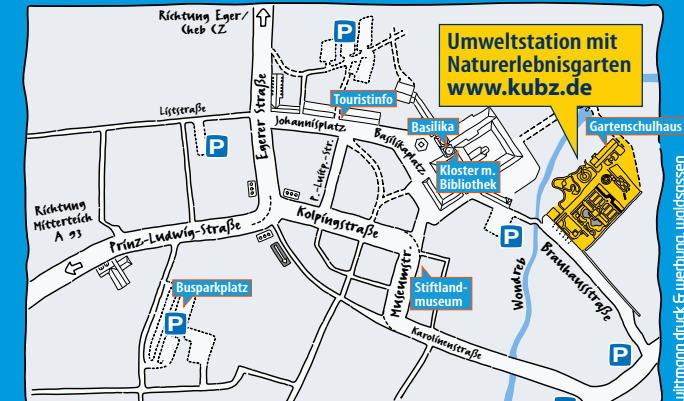 Richtung Eger/
Cheb CZ
P
Umweltstation mit
Naturerlebnisgarten
www.kubz.de
Egerer Straße
Touristinfo
Liststraße
Johannisplatz
Basilikaplatz
Basilika
Gartenschulhaus
P
P.-Luitp.-Str.
Kloster m.
Bibliothek
Richtung
Mitterteich
A 93
Prinz-Ludwig-Straße
Kolpingstraße
P
Brauhausstraße
Wondreb
Museumstr.
Busparkplatz
Stiftland-
museum
P
Karolinenstraße
P
P
wittmann druck & werbung, waldsassen